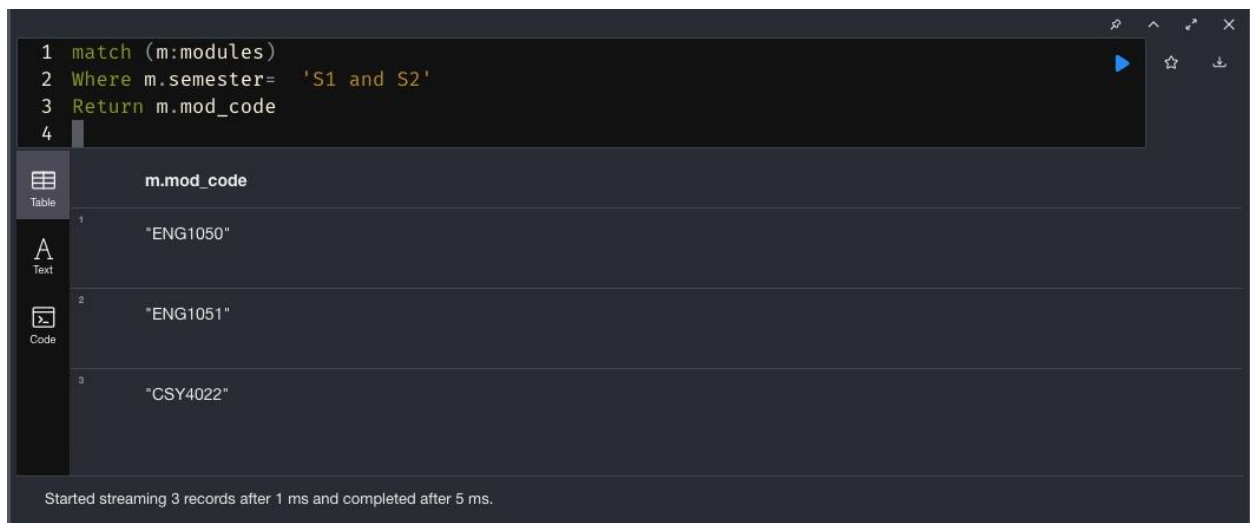 1 match (m:modules)
2 Where m.semester=  'S1 and S2'
3 Return m.mod_code
4
Table
m.mod_code
1
"ENG1050"
A
Text
2
"ENG1051"
Code
3
"CSY4022"
Started streaming 3 records after 1 ms and completed after 5 ms.